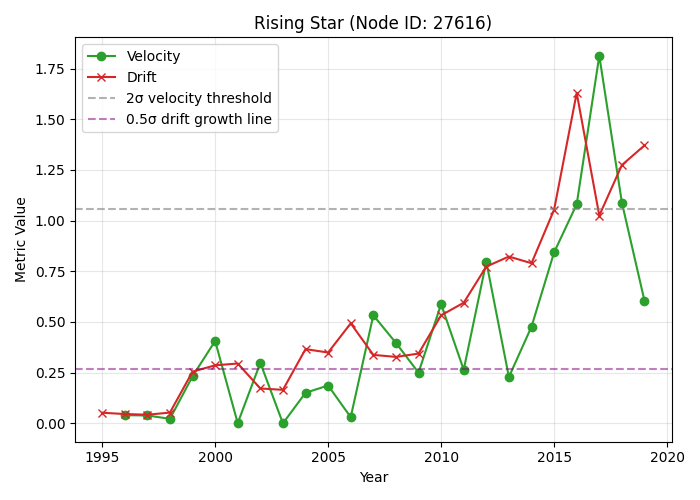 Rising Star (Node ID: 27616)
Velocity
Drift
2σ velocity threshold
0.5σ drift growth line
Metric Value
1.75
1.50
1.25
1.00
0.75
0.50
0.25
0.00
1995 2000 2005 2010 2015 2020
Year